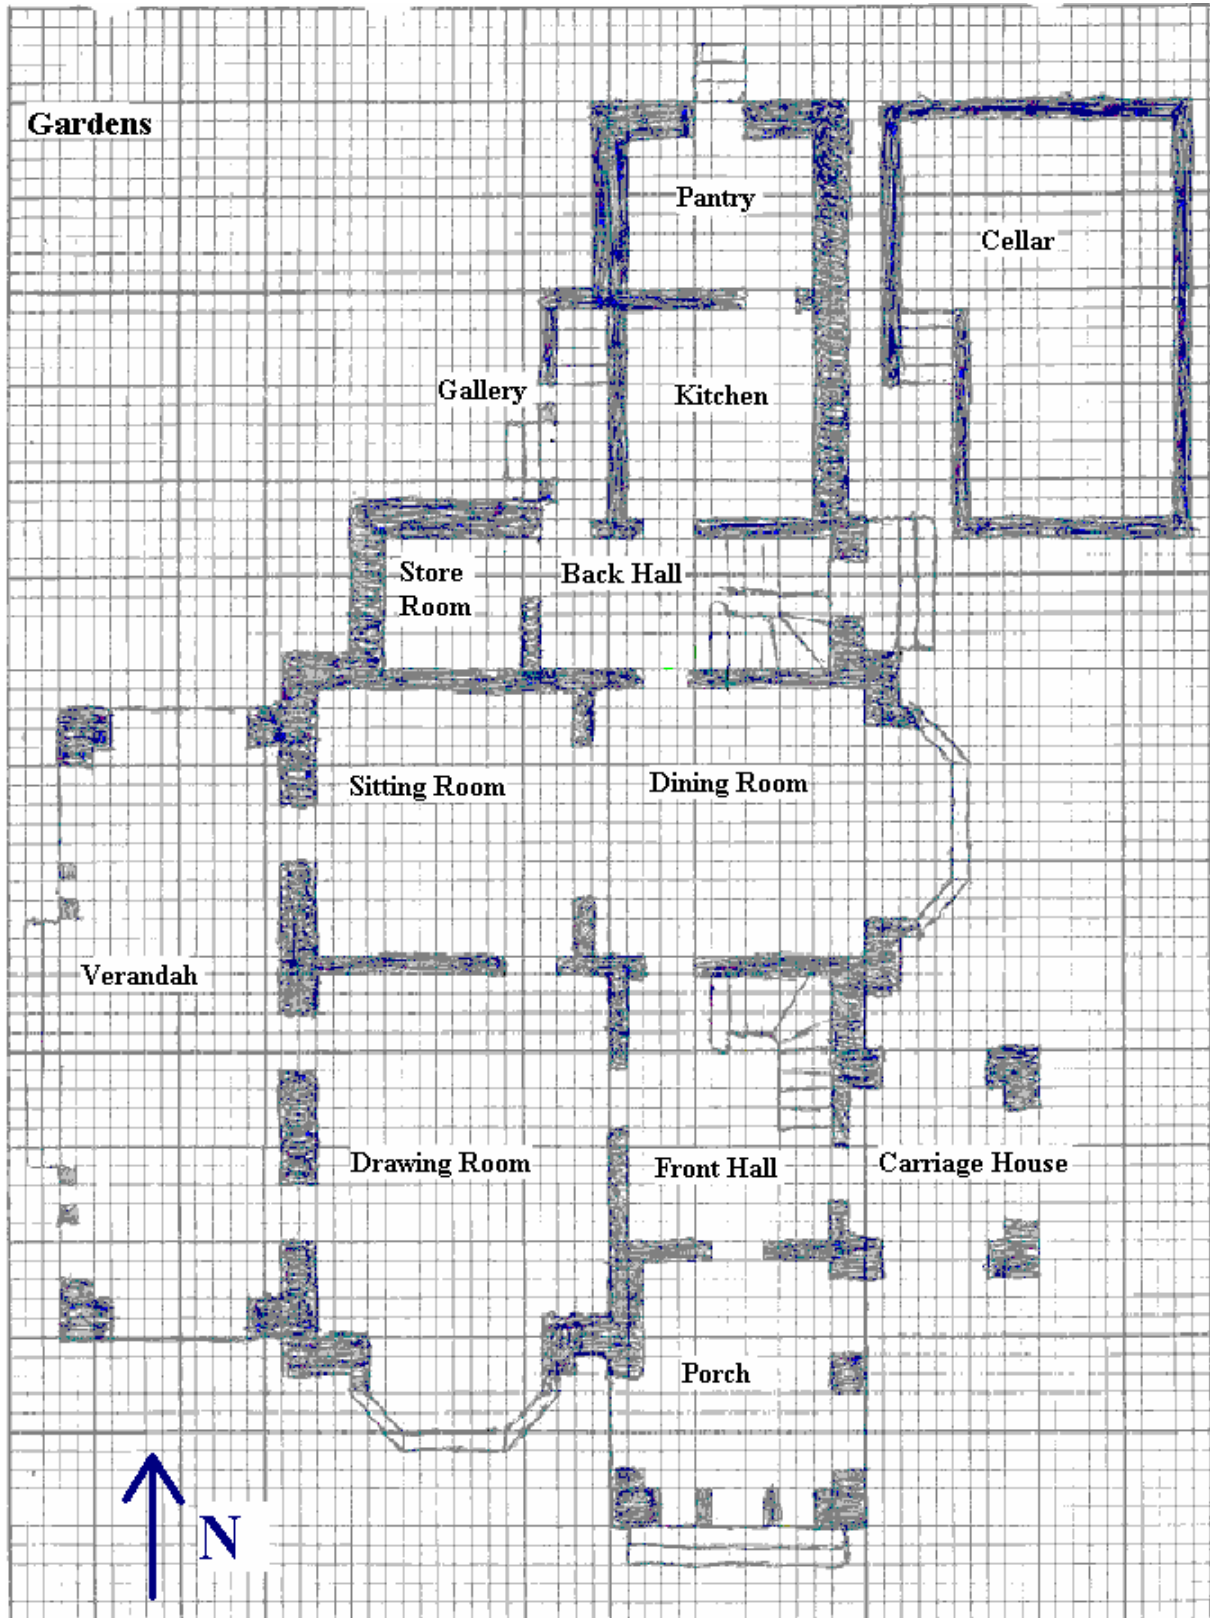 Gardens
Pantry
Cellar
Gallery
Kitchen
Store
Room
Back Hall
Sitting Room
Dining Room
Verandah
Drawing Room
Front Hall
Carriage House
Porch
N